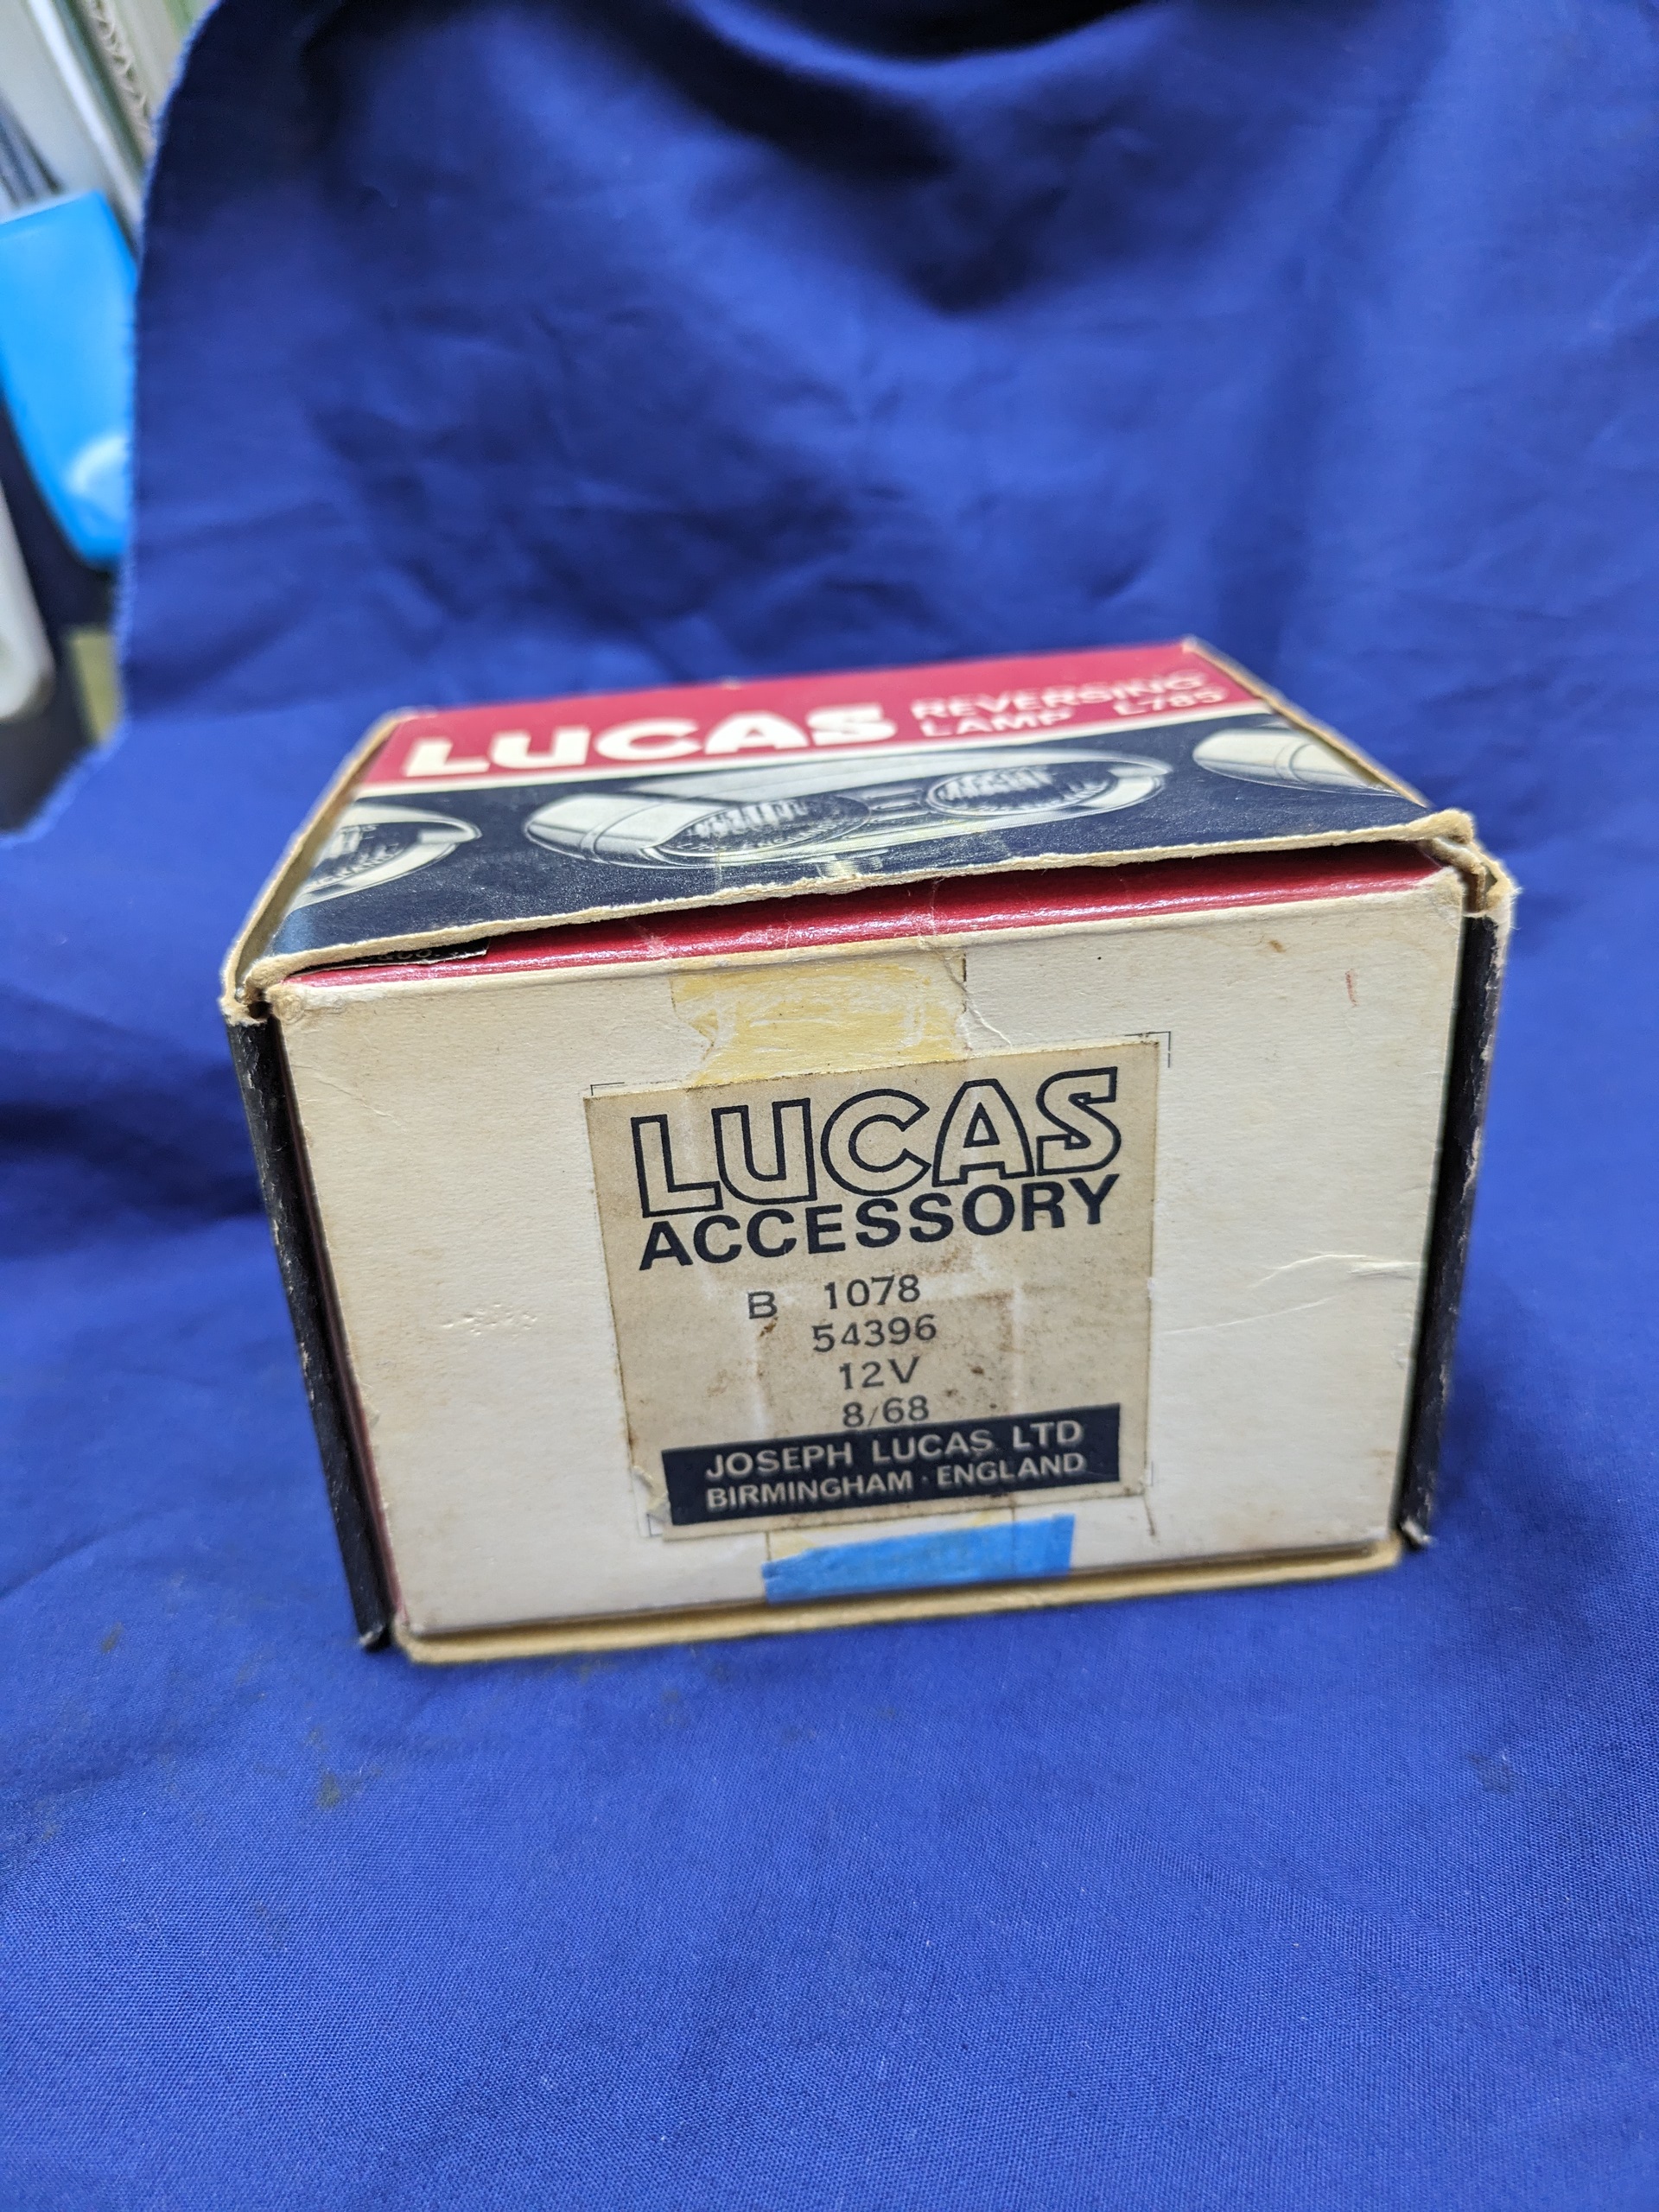 LUCAS REVERSING
LAMP L785
LUCAS
ACCESSORY
B 1078
54396
12V
8/68
JOSEPH LUCAS LTD
BIRMINGHAM · ENGLAND